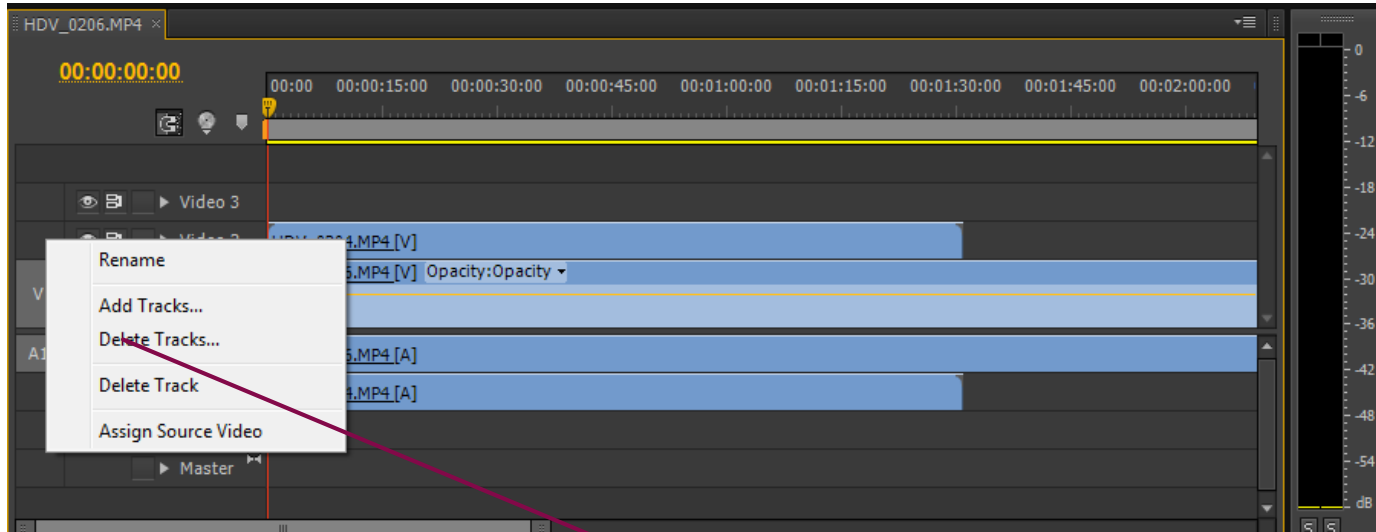 HDV_0206.MP4 ×
00:00:00:00
00:00 00:00:15:00 00:00:30:00 00:00:45:00 00:01:00:00 00:01:15:00 00:01:30:00 00:01:45:00 00:02:00:00
Video 3
.MP4 [V]
Rename
.MP4 [V] Opacity:Opacity
V
Add Tracks...
Delete Tracks...
A1
.MP4 [A]
Delete Track
.MP4 [A]
Assign Source Video
Master
0
-6
-12
-18
-24
-30
-36
-42
-48
-54
dB
S S